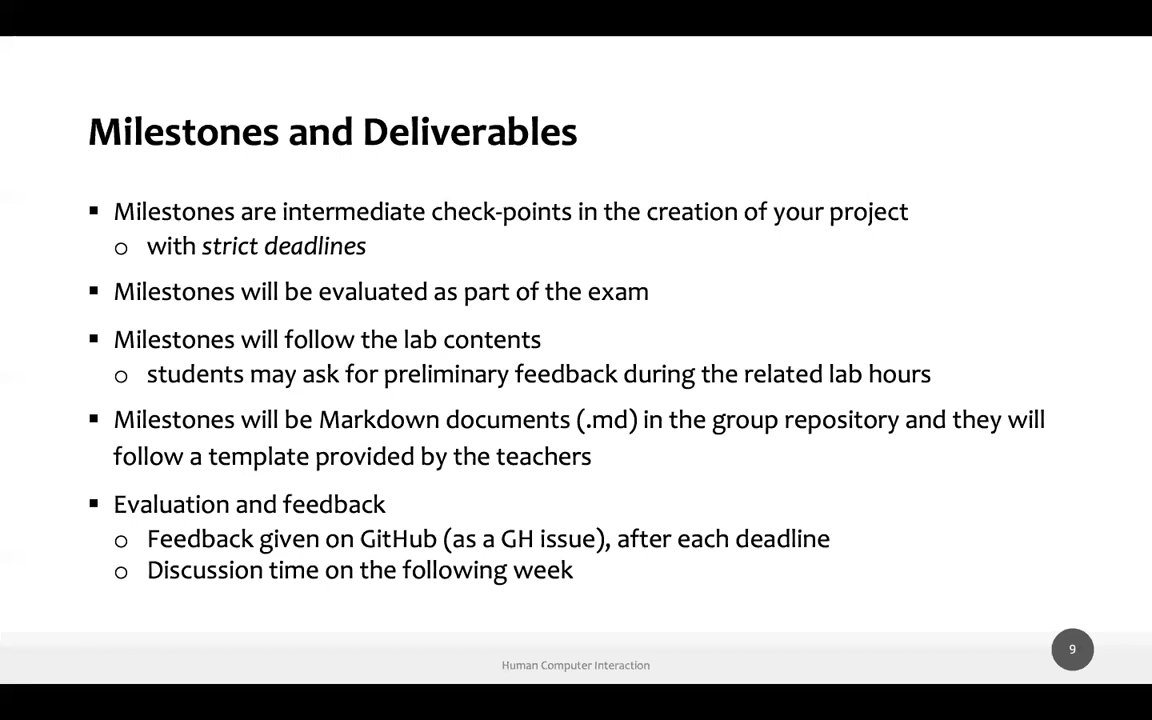 Milestones and Deliverables
▪ Milestones are intermediate check-points in the creation of your project
o with strict deadlines
▪ Milestones will be evaluated as part of the exam
▪ Milestones will follow the lab contents
o students may ask for preliminary feedback during the related lab hours
▪ Milestones will be Markdown documents (.md) in the group repository and they will
follow a template provided by the teachers
▪ Evaluation and feedback
o Feedback given on GitHub (as a GH issue), after each deadline
o Discussion time on the following week
Human Computer Interaction
9